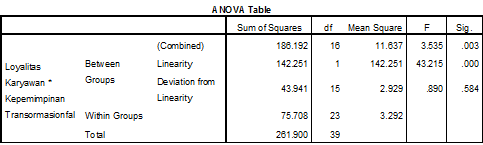 ANOVA Table
Sum of Squares df Mean Square F Sig.
Loyalitas Karyawan * Kepemimpinan Transormasionfal Between Groups (Combined) 186.192 16 11.637 3.535 .003
Linearity 142.251 1 142.251 43.215 .000
Deviation from Linearity 43.941 15 2.929 .890 .584
Within Groups 75.708 23 3.292
Total 261.900 39